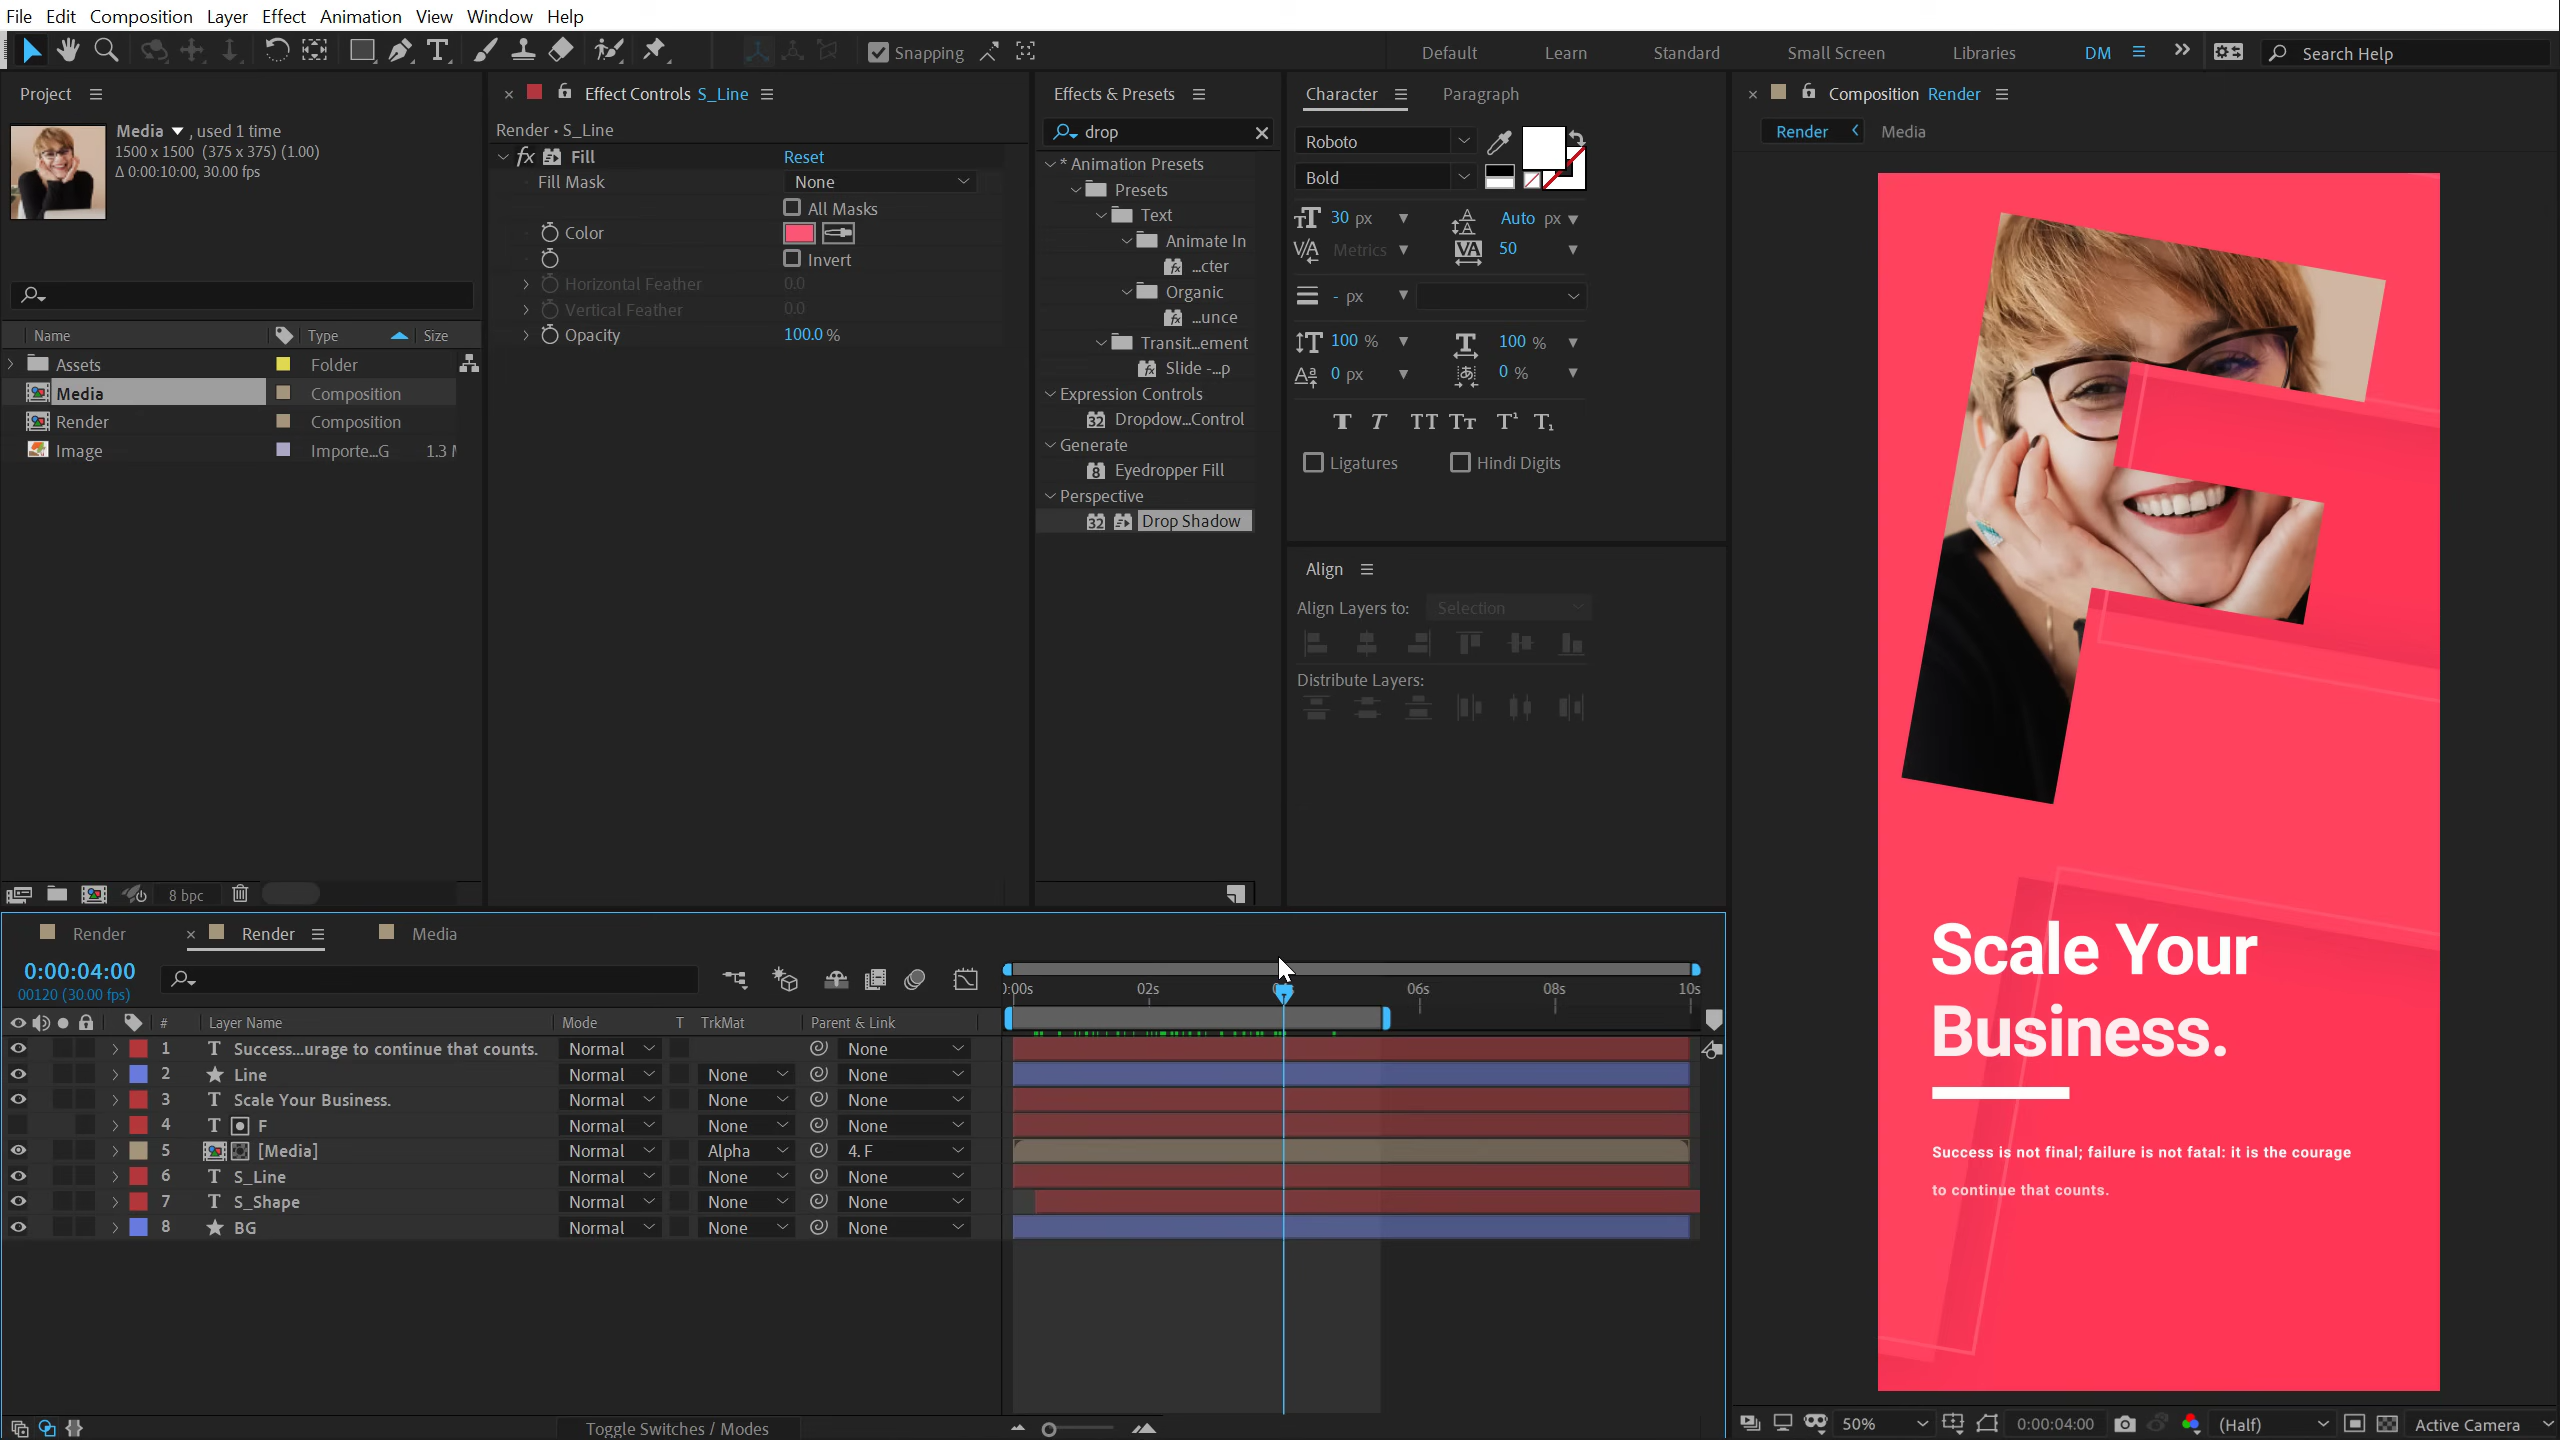 File Edit Composition Layer Effect Animation View Window Help
Snapping
Default Learn Standard Small Screen Libraries DM Search Help
Project
Media , used 1 time
1500 x 1500 (375 x 375) (1.00)
Δ 0:00:10:00, 30.00 fps
Name Type Size
Assets Folder
Media Composition
Render Composition
Image Importe...G 1.3
8 bpc
Effect Controls S_Line
Render • S_Line
fx Fill Reset
Fill Mask None
All Masks
Color
Invert
Horizontal Feather 0.0
Vertical Feather 0.0
Opacity 100.0 %
Effects & Presets
drop
* Animation Presets
Presets
Text
Animate In
...cter
Organic
...unce
Transit...ement
Slide -...p
Expression Controls
Dropdow...Control
Generate
Eyedropper Fill
Perspective
Drop Shadow
Character Paragraph
Roboto
Bold
30 px Auto px
Metrics 50
- px
100 % 100 %
0 px 0 %
Ligatures Hindi Digits
Align
Align Layers to: Selection
Distribute Layers:
Composition Render
Render Media
Scale Your
Business.
Success is not final; failure is not fatal: it is the courage
to continue that counts.
50% 0:00:04:00 (Half) Active Camera
Render Render Media
0:00:04:00
00120 (30.00 fps)
:00s 02s 06s 08s 10s
# Layer Name Mode T TrkMat Parent & Link
1 T Success...urage to continue that counts. Normal None
2 Line Normal None None
3 T Scale Your Business. Normal None None
4 T F Normal None None
5 [Media] Normal Alpha 4. F
6 T S_Line Normal None None
7 T S_Shape Normal None None
8 BG Normal None None
Toggle Switches / Modes